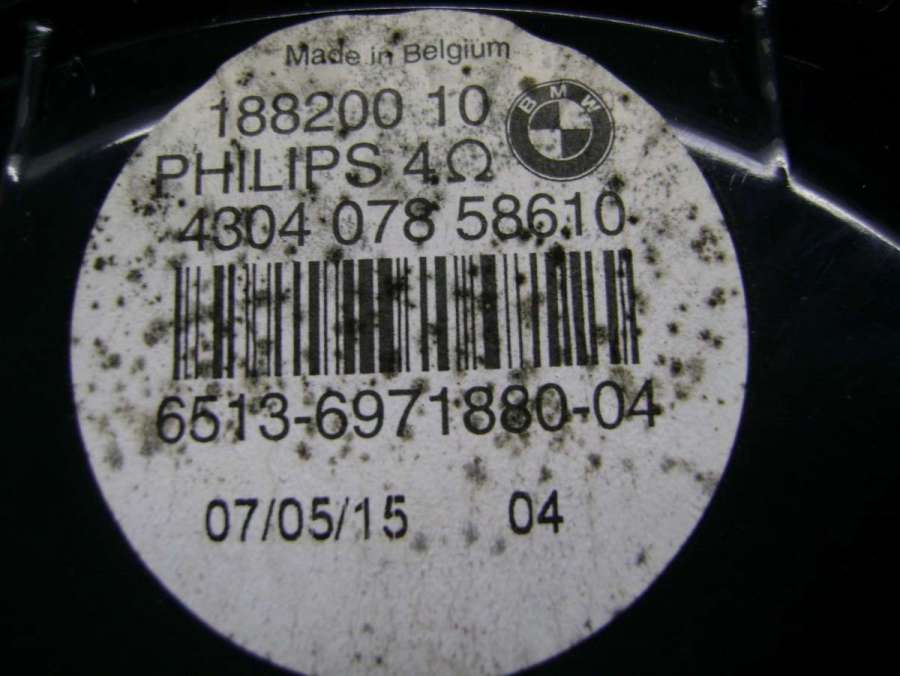 Made in Belgium
188200 10
BMW
PHILIPS 4Ω
4304 078 58610
6513-6971880-04
07/05/15 04